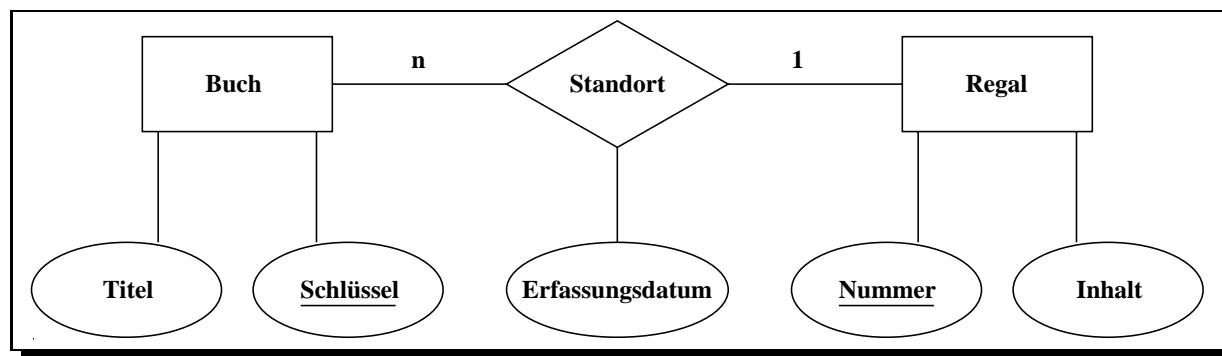 n 1
Buch Standort Regal
Titel Schlüssel Erfassungsdatum Nummer Inhalt